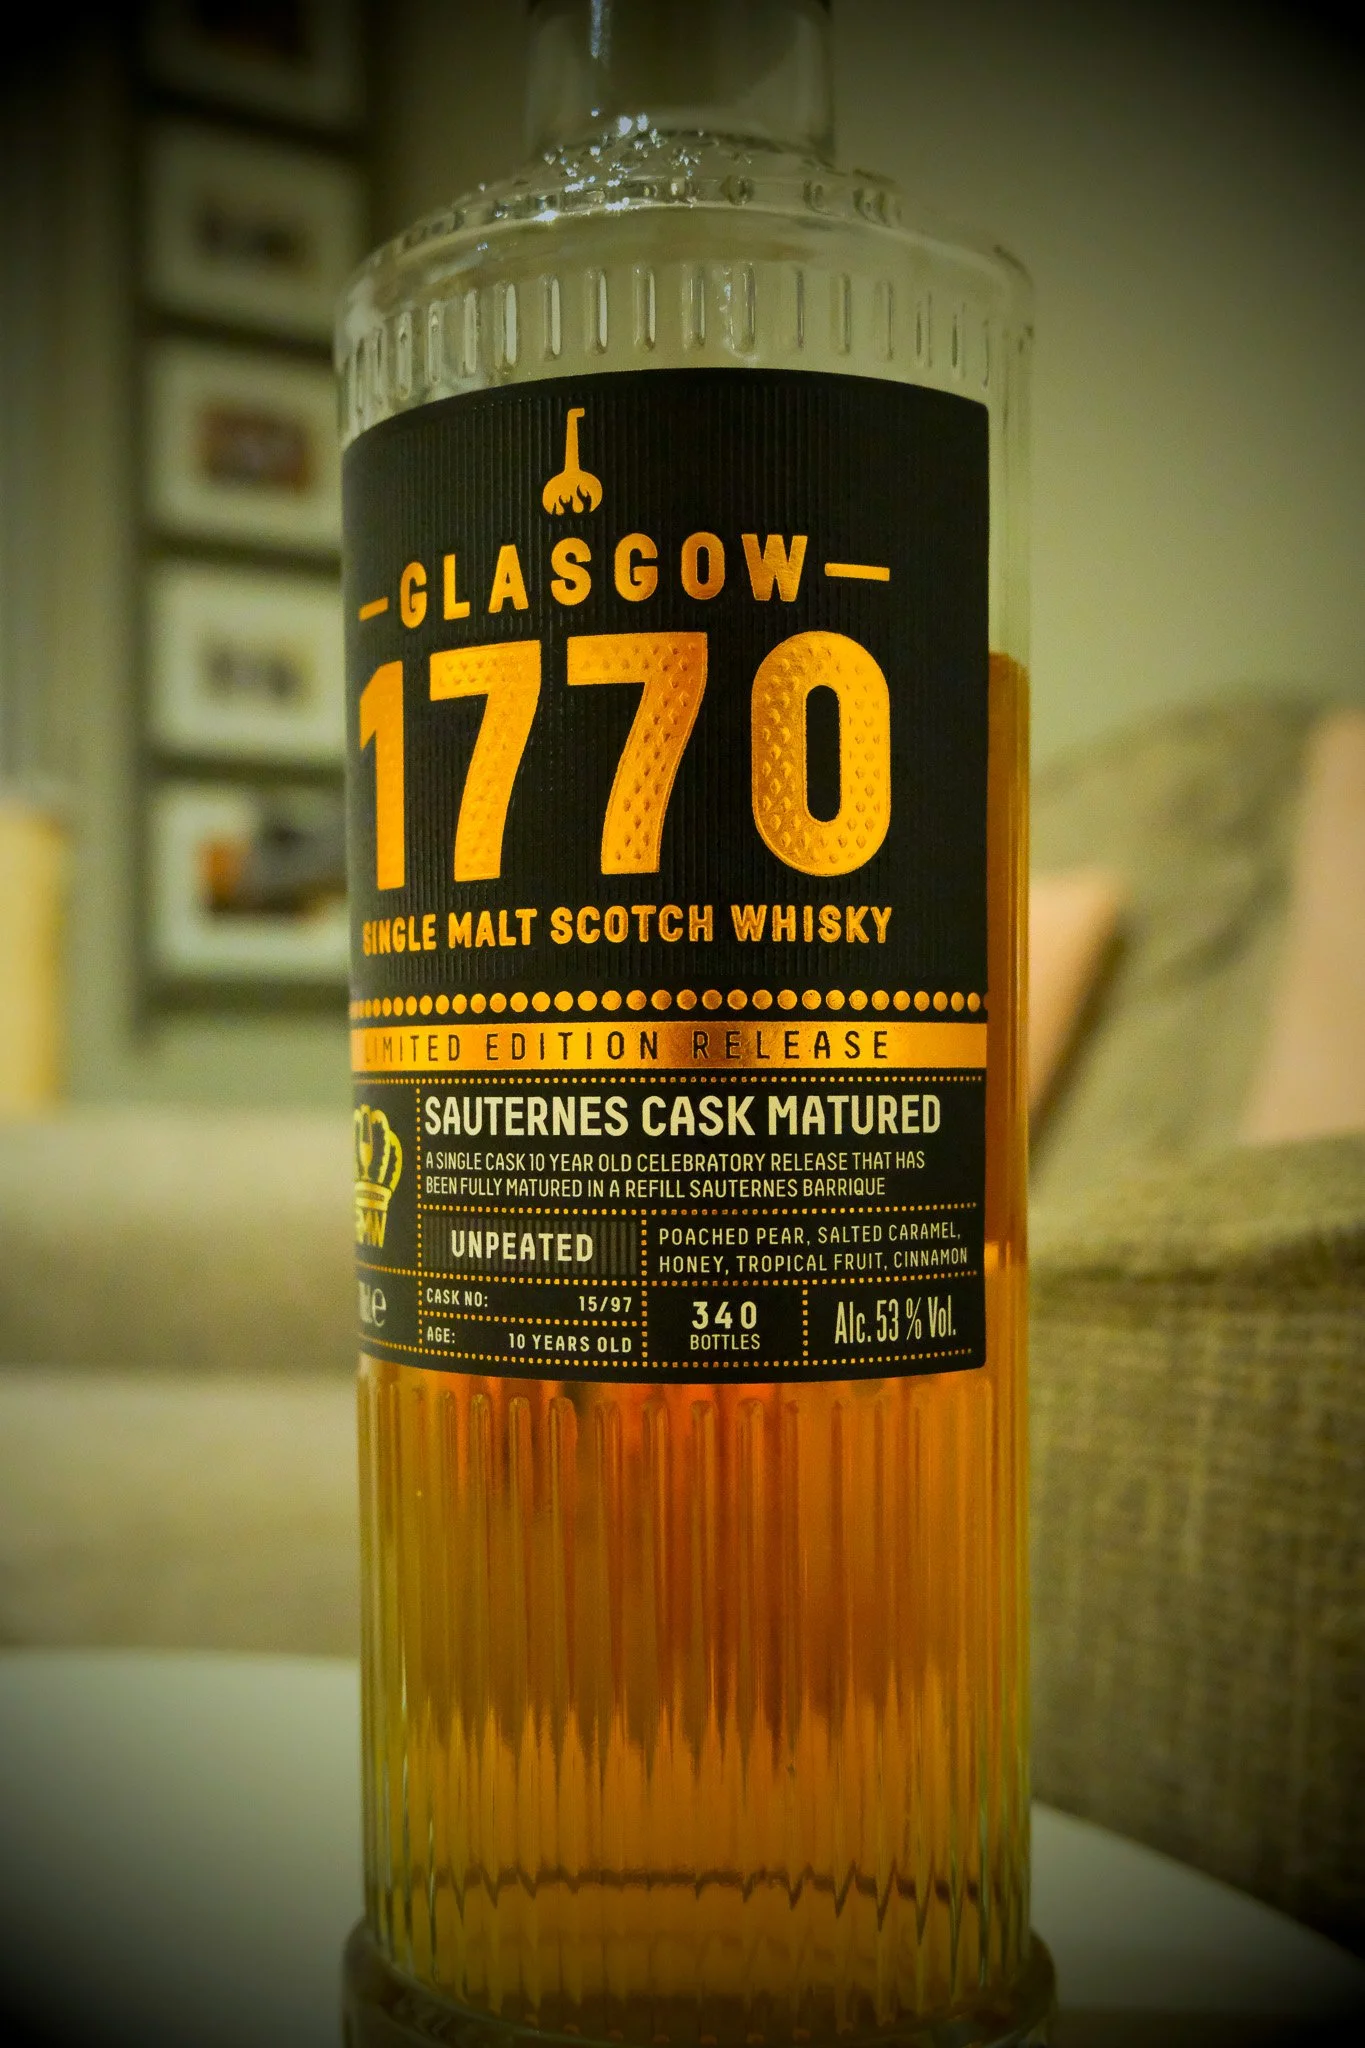 GLASGOW
1770
SINGLE MALT SCOTCH WHISKY
LIMITED EDITION RELEASE
SAUTERNES CASK MATURED
A SINGLE CASK 10 YEAR OLD CELEBRATORY RELEASE THAT HAS
BEEN FULLY MATURED IN A REFILL SAUTERNES BARRIQUE
UNPEATED
POACHED PEAR, SALTED CARAMEL,
HONEY, TROPICAL FRUIT, CINNAMON
CASK NO: 15/97
AGE: 10 YEARS OLD
340
BOTTLES
Alc. 53 % Vol.